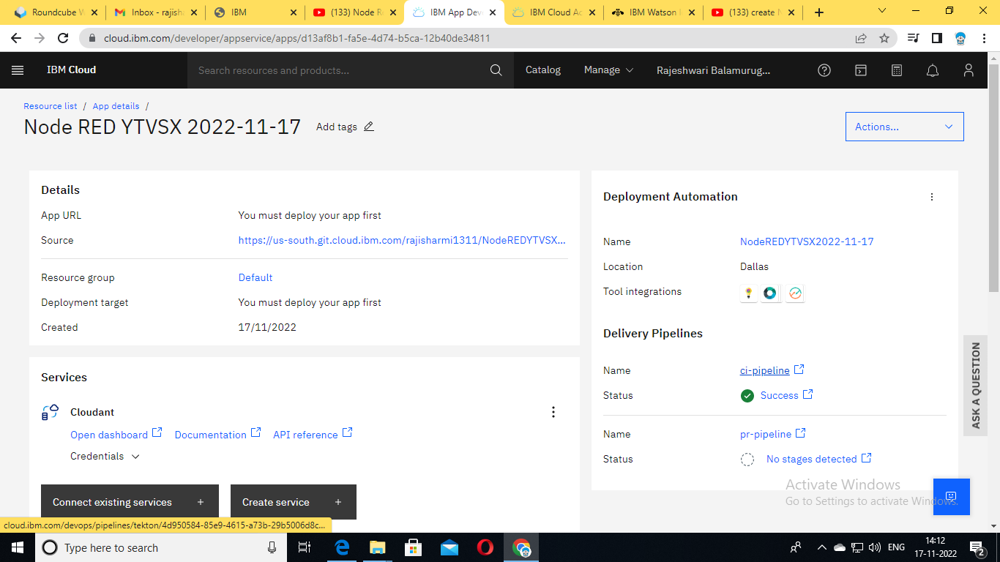 Roundcube W
Inbox - rajish
IBM
(133) Node R
IBM App Dev
IBM Cloud Ac
IBM Watson
(133) create N
cloud.ibm.com/developer/appservice/apps/d13af8b1-fa5e-4d74-b5ca-12b40de34811
IBM Cloud
Search resources and products...
Catalog
Manage
Rajeshwari Balamurug...
Resource list / App details /
Node RED YTVSX 2022-11-17
Add tags
Actions...
Details
App URL
You must deploy your app first
Source
https://us-south.git.cloud.ibm.com/rajisharmi1311/NodeREDYTVSX...
Resource group
Default
Deployment target
You must deploy your app first
Created
17/11/2022
Deployment Automation
Name
NodeREDYTVSX2022-11-17
Location
Dallas
Tool integrations
Delivery Pipelines
Name
ci-pipeline
Status
Success
Name
pr-pipeline
Status
No stages detected
Services
Cloudant
Open dashboard
Documentation
API reference
Credentials
Connect existing services +
Create service +
ASK A QUESTION
Activate Windows
Go to Settings to activate Windows.
cloud.ibm.com/devops/pipelines/tekton/4d950584-85e9-4615-a73b-29b5006d8c...
Type here to search
ENG
14:12
17-11-2022
2